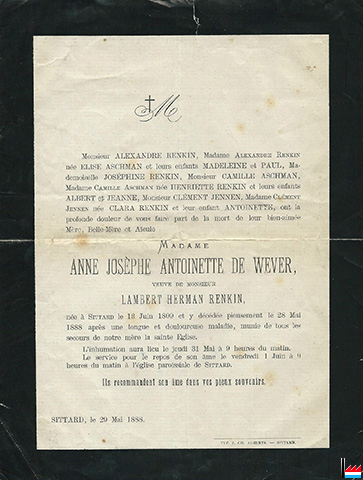 M
Monsieur ALEXANDRE RENKIN, Madame ALEXANDRE RENKIN
née ELISE ASCHMAN et leurs enfants MADELEINE et PAUL, Ma-
demoiselle JOSÉPHINE RENKIN, Monsieur CAMILLE ASCHMAN,
Madame CAMILLE ASCHMAN née HENRIETTE RENKIN et leurs enfants
ALBERT et JEANNE, Monsieur CLÉMENT JENNEN, Madame CLÉMENT
JENNEN née CLARA RENKIN et leur enfant ANTOINETTE, ont la
profonde douleur de vous faire part de la mort de leur bien-aimée
Mère, Belle-Mère et Aïeule
MADAME
ANNE JOSÈPHE ANTOINETTE DE WEVER,
VEUVE DE MONSIEUR
LAMBERT HERMAN RENKIN,
née à SITTARD le 13 Juin 1809 et y décédée pieusement le 28 Mai
1888 après une longue et douloureuse maladie, munie de tous les
secours de notre mère la sainte Eglise.
L'inhumation aura lieu le jeudi 31 Mai à 9 heures du matin.
Le service pour le repos de son âme le vendredi 1 Juin à 9
heures du matin à l'église paroissiale de SITTARD.
Ils recommandent son âme dans vos pieux souvenirs.
SITTARD, le 29 Mai 1888.
SITTARD.